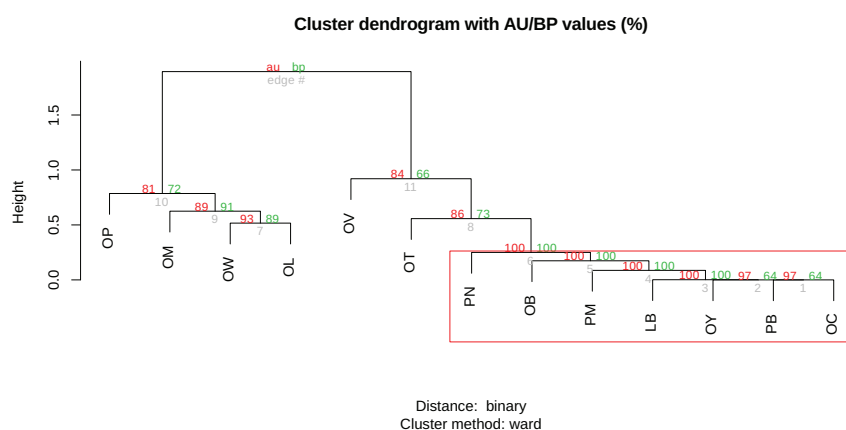 Cluster dendrogram with AU/BP values (%)
au bp
edge #
Height
0.0 0.5 1.0 1.5
84 66
11
81 72
10
86 73
8
89 91
9
93 89
7
100 100
6
100 100
5
100 100
4
100 100
3
97 64
2
97 64
1
OP
OM
OW
OL
OV
OT
PN
OB
PM
LB
OY
PB
OC
Distance: binary
Cluster method: ward